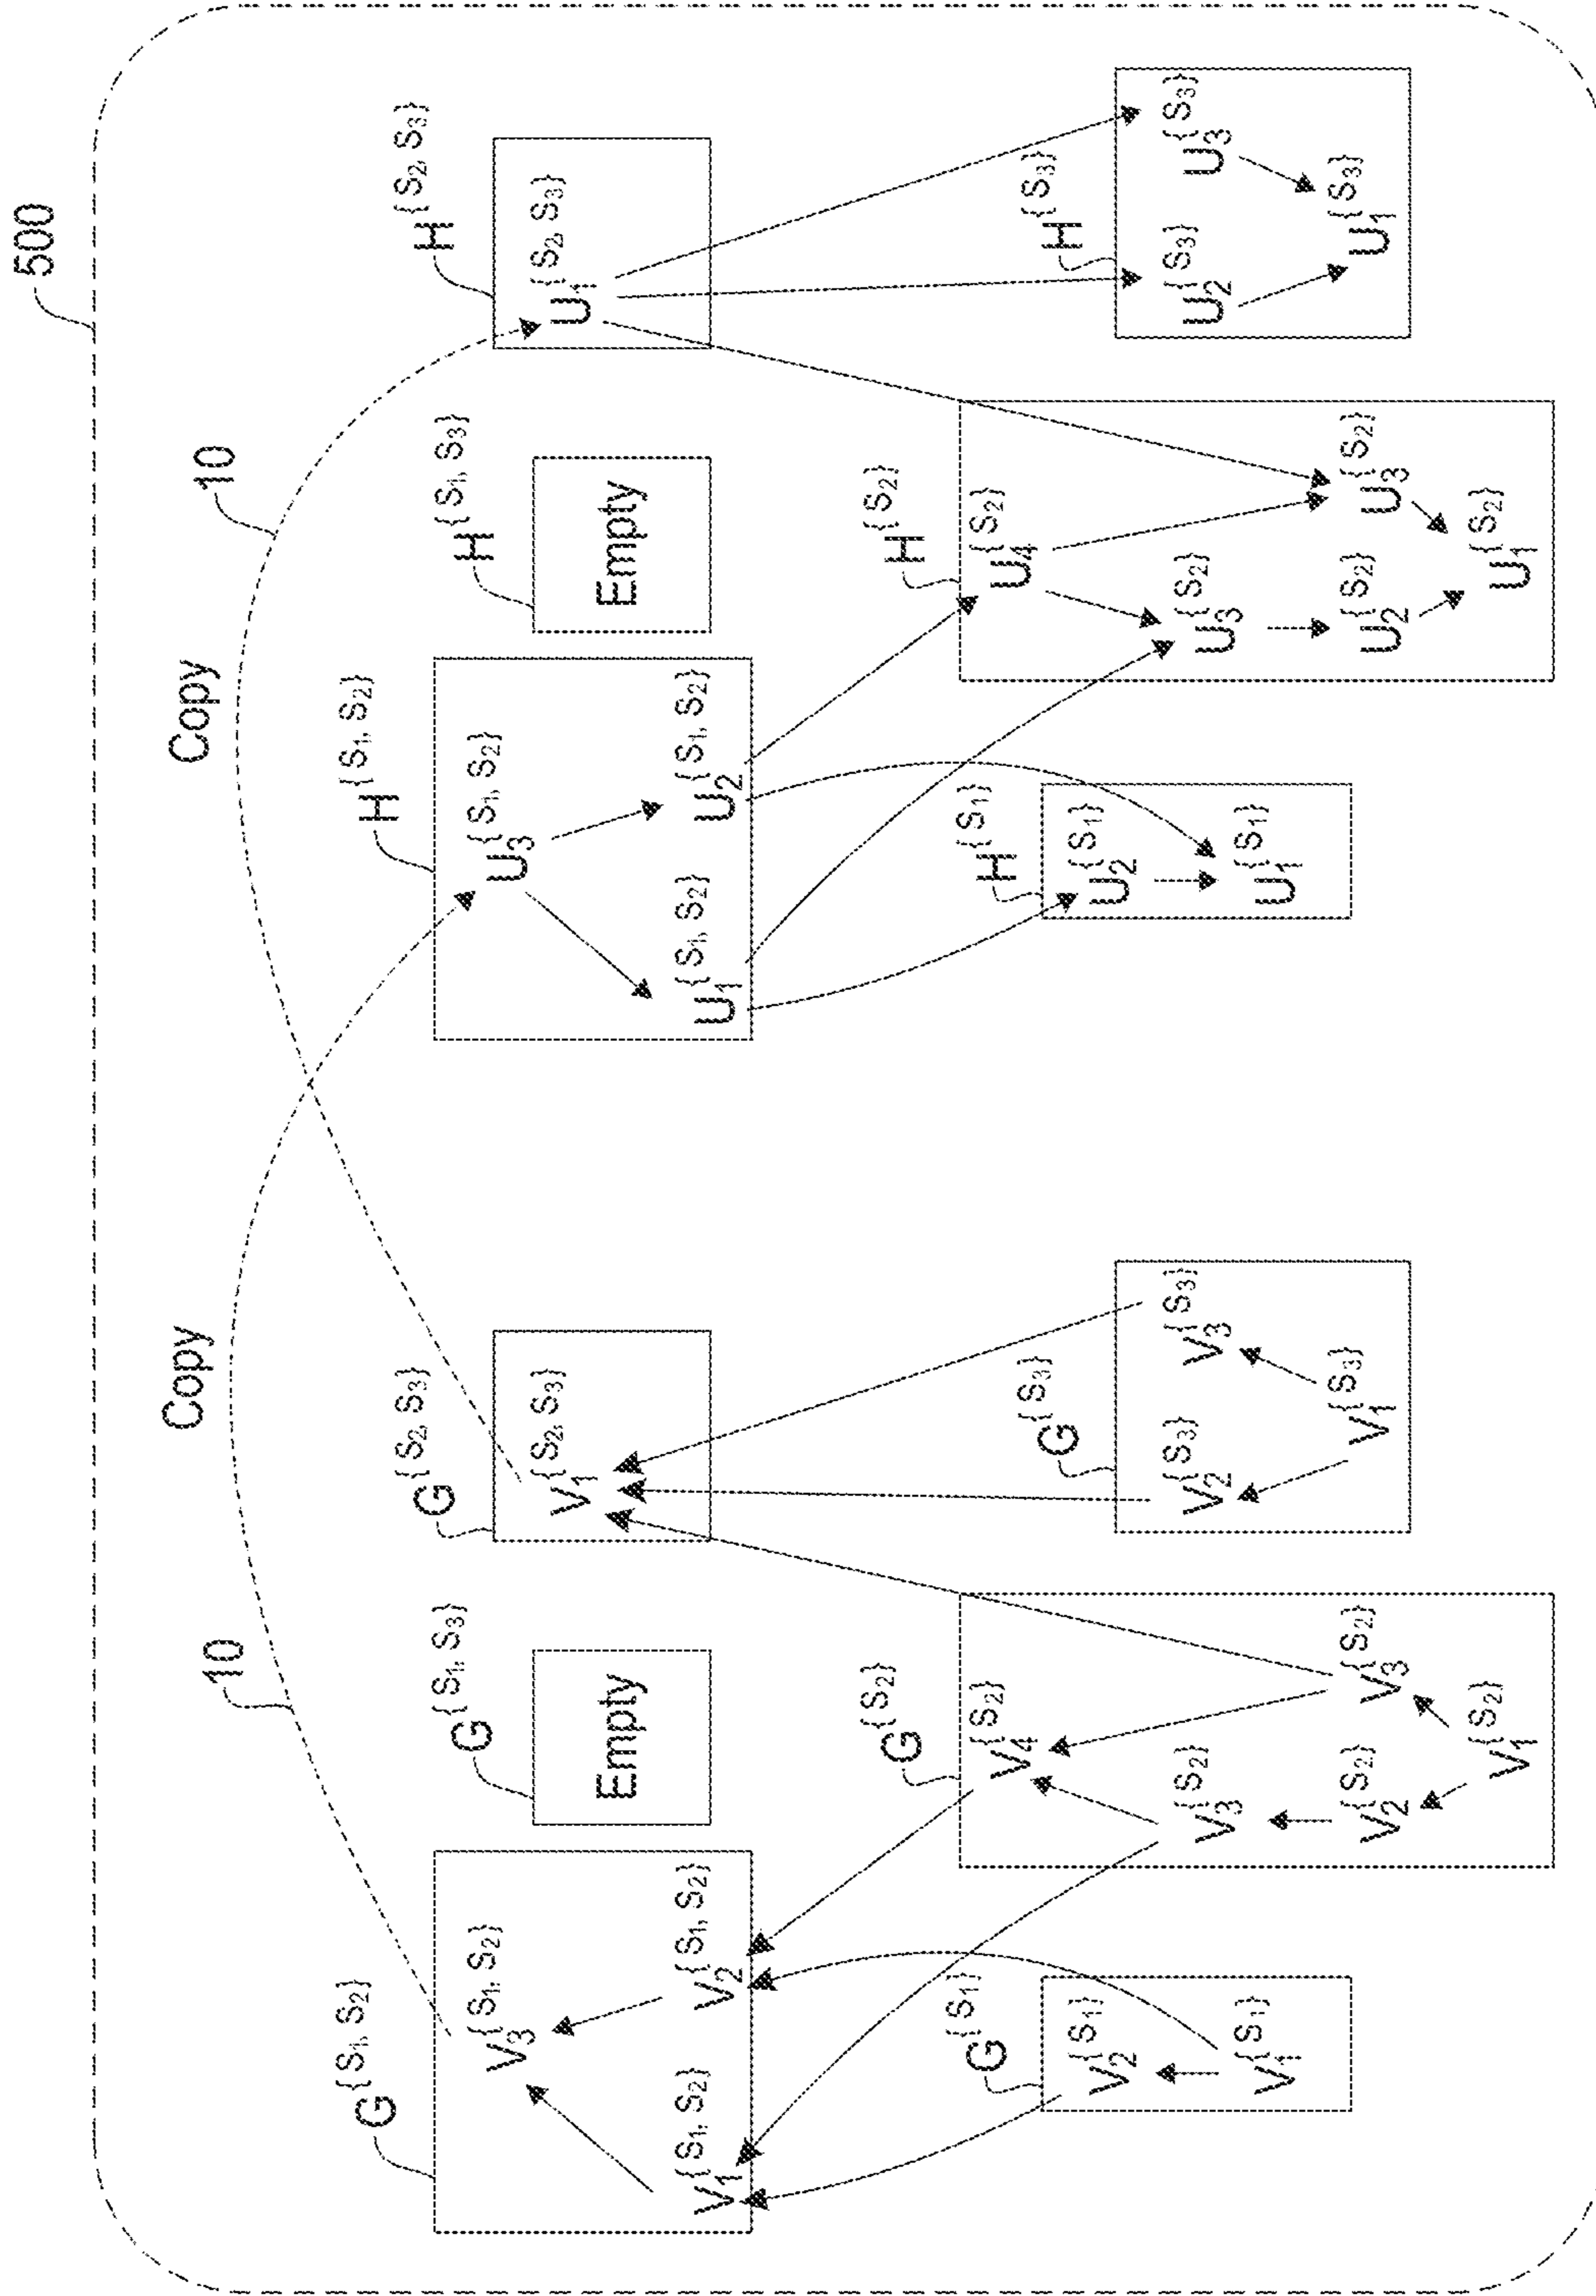 500
Copy
Copy
10
10
G{S1, S2}
V3{S1, S2}
V1{S1, S2}
V2{S1, S2}
G{S1, S3}
Empty
G{S2, S3}
V1{S2, S3}
G{S1}
V2{S1}
V1{S1}
G{S2}
V4{S2}
V3{S2}
V2{S2}
V3{S2}
V1{S2}
G{S3}
V2{S3}
V3{S3}
V1{S3}
H{S1, S2}
U3{S1, S2}
U1{S1, S2}
U2{S1, S2}
H{S1, S3}
Empty
H{S2, S3}
U1{S2, S3}
H{S1}
U2{S1}
U1{S1}
H{S2}
U4{S2}
U3{S2}
U2{S2}
U3{S2}
U1{S2}
H{S3}
U2{S3}
U3{S3}
U1{S3}